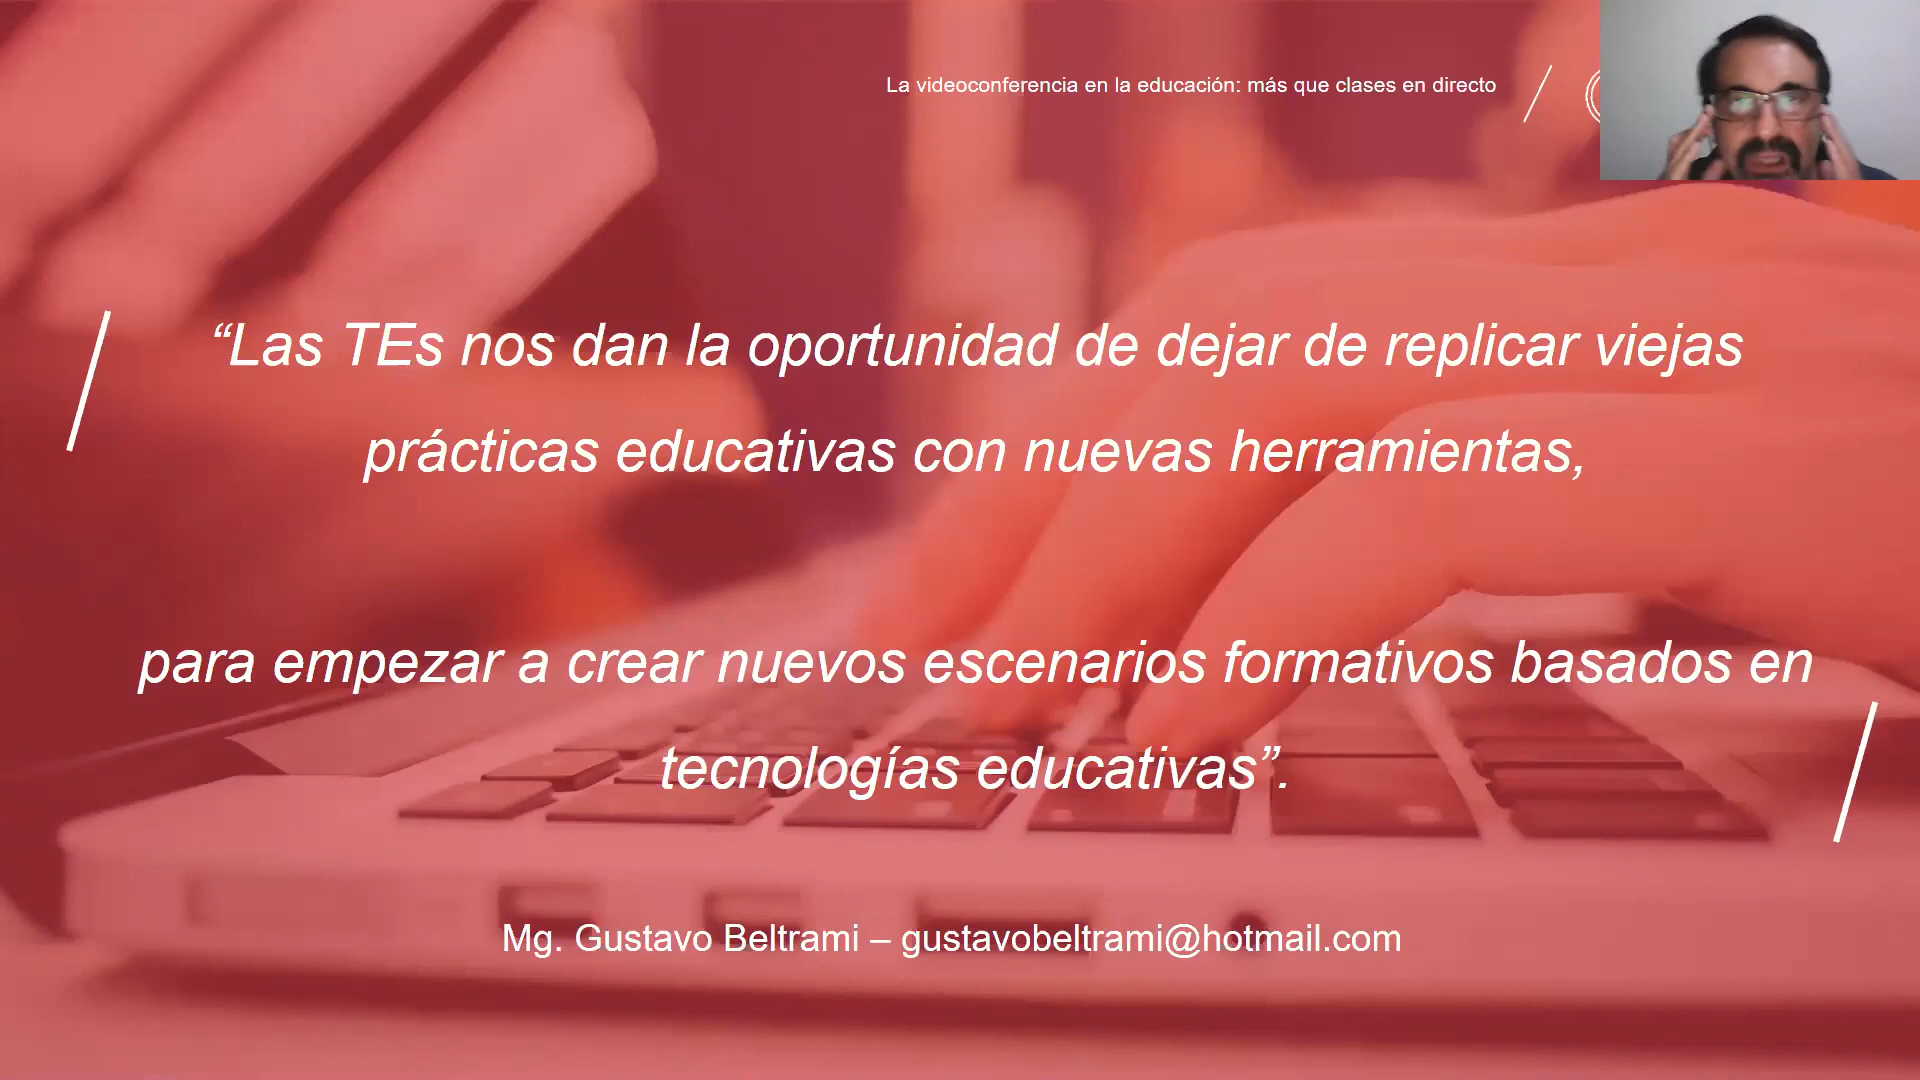 La videoconferencia en la educación: más que clases en directo
“Las TEs nos dan la oportunidad de dejar de replicar viejas
prácticas educativas con nuevas herramientas,
para empezar a crear nuevos escenarios formativos basados en
tecnologías educativas”.
Mg. Gustavo Beltrami – gustavobeltrami@hotmail.com